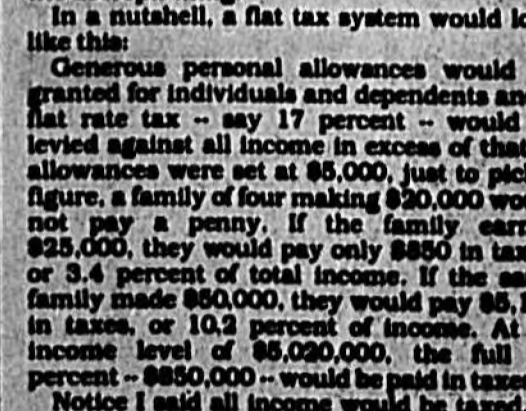 In a nutshell, a flat tax system would lo
like this:
Generous personal allowances would
granted for individuals and dependents an
flat rate tax -- say 17 percent -- would
levied against all income in excess of that
allowances were set at $5,000, just to pic
figure, a family of four making $20,000 wo
not pay a penny. If the family earn
$25,000, they would pay only $850 in tax
or 3.4 percent of total income. If the sa
family made $50,000, they would pay $5,1
in taxes, or 10.2 percent of income. At
income level of $5,020,000, the full
percent -- $850,000 -- would be paid in taxes
Notice I said all income would be taxed